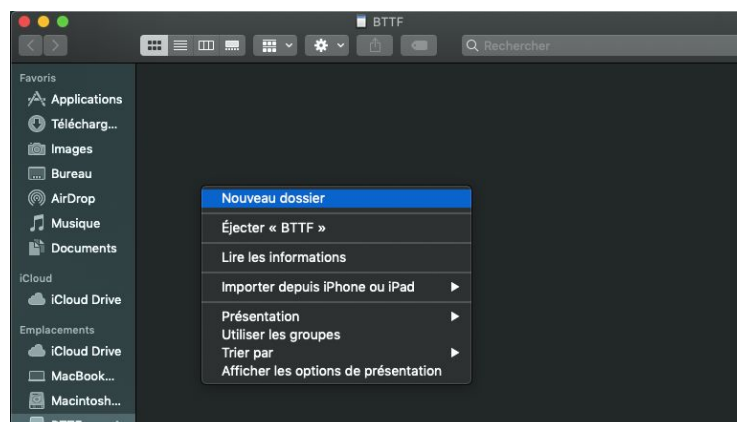 BTTF
Rechercher
Favoris
Applications
Télécharg...
Images
Bureau
AirDrop
Musique
Documents
iCloud
iCloud Drive
Emplacements
iCloud Drive
MacBook...
Macintosh...
Nouveau dossier
Éjecter « BTTF »
Lire les informations
Importer depuis iPhone ou iPad
Présentation
Utiliser les groupes
Trier par
Afficher les options de présentation